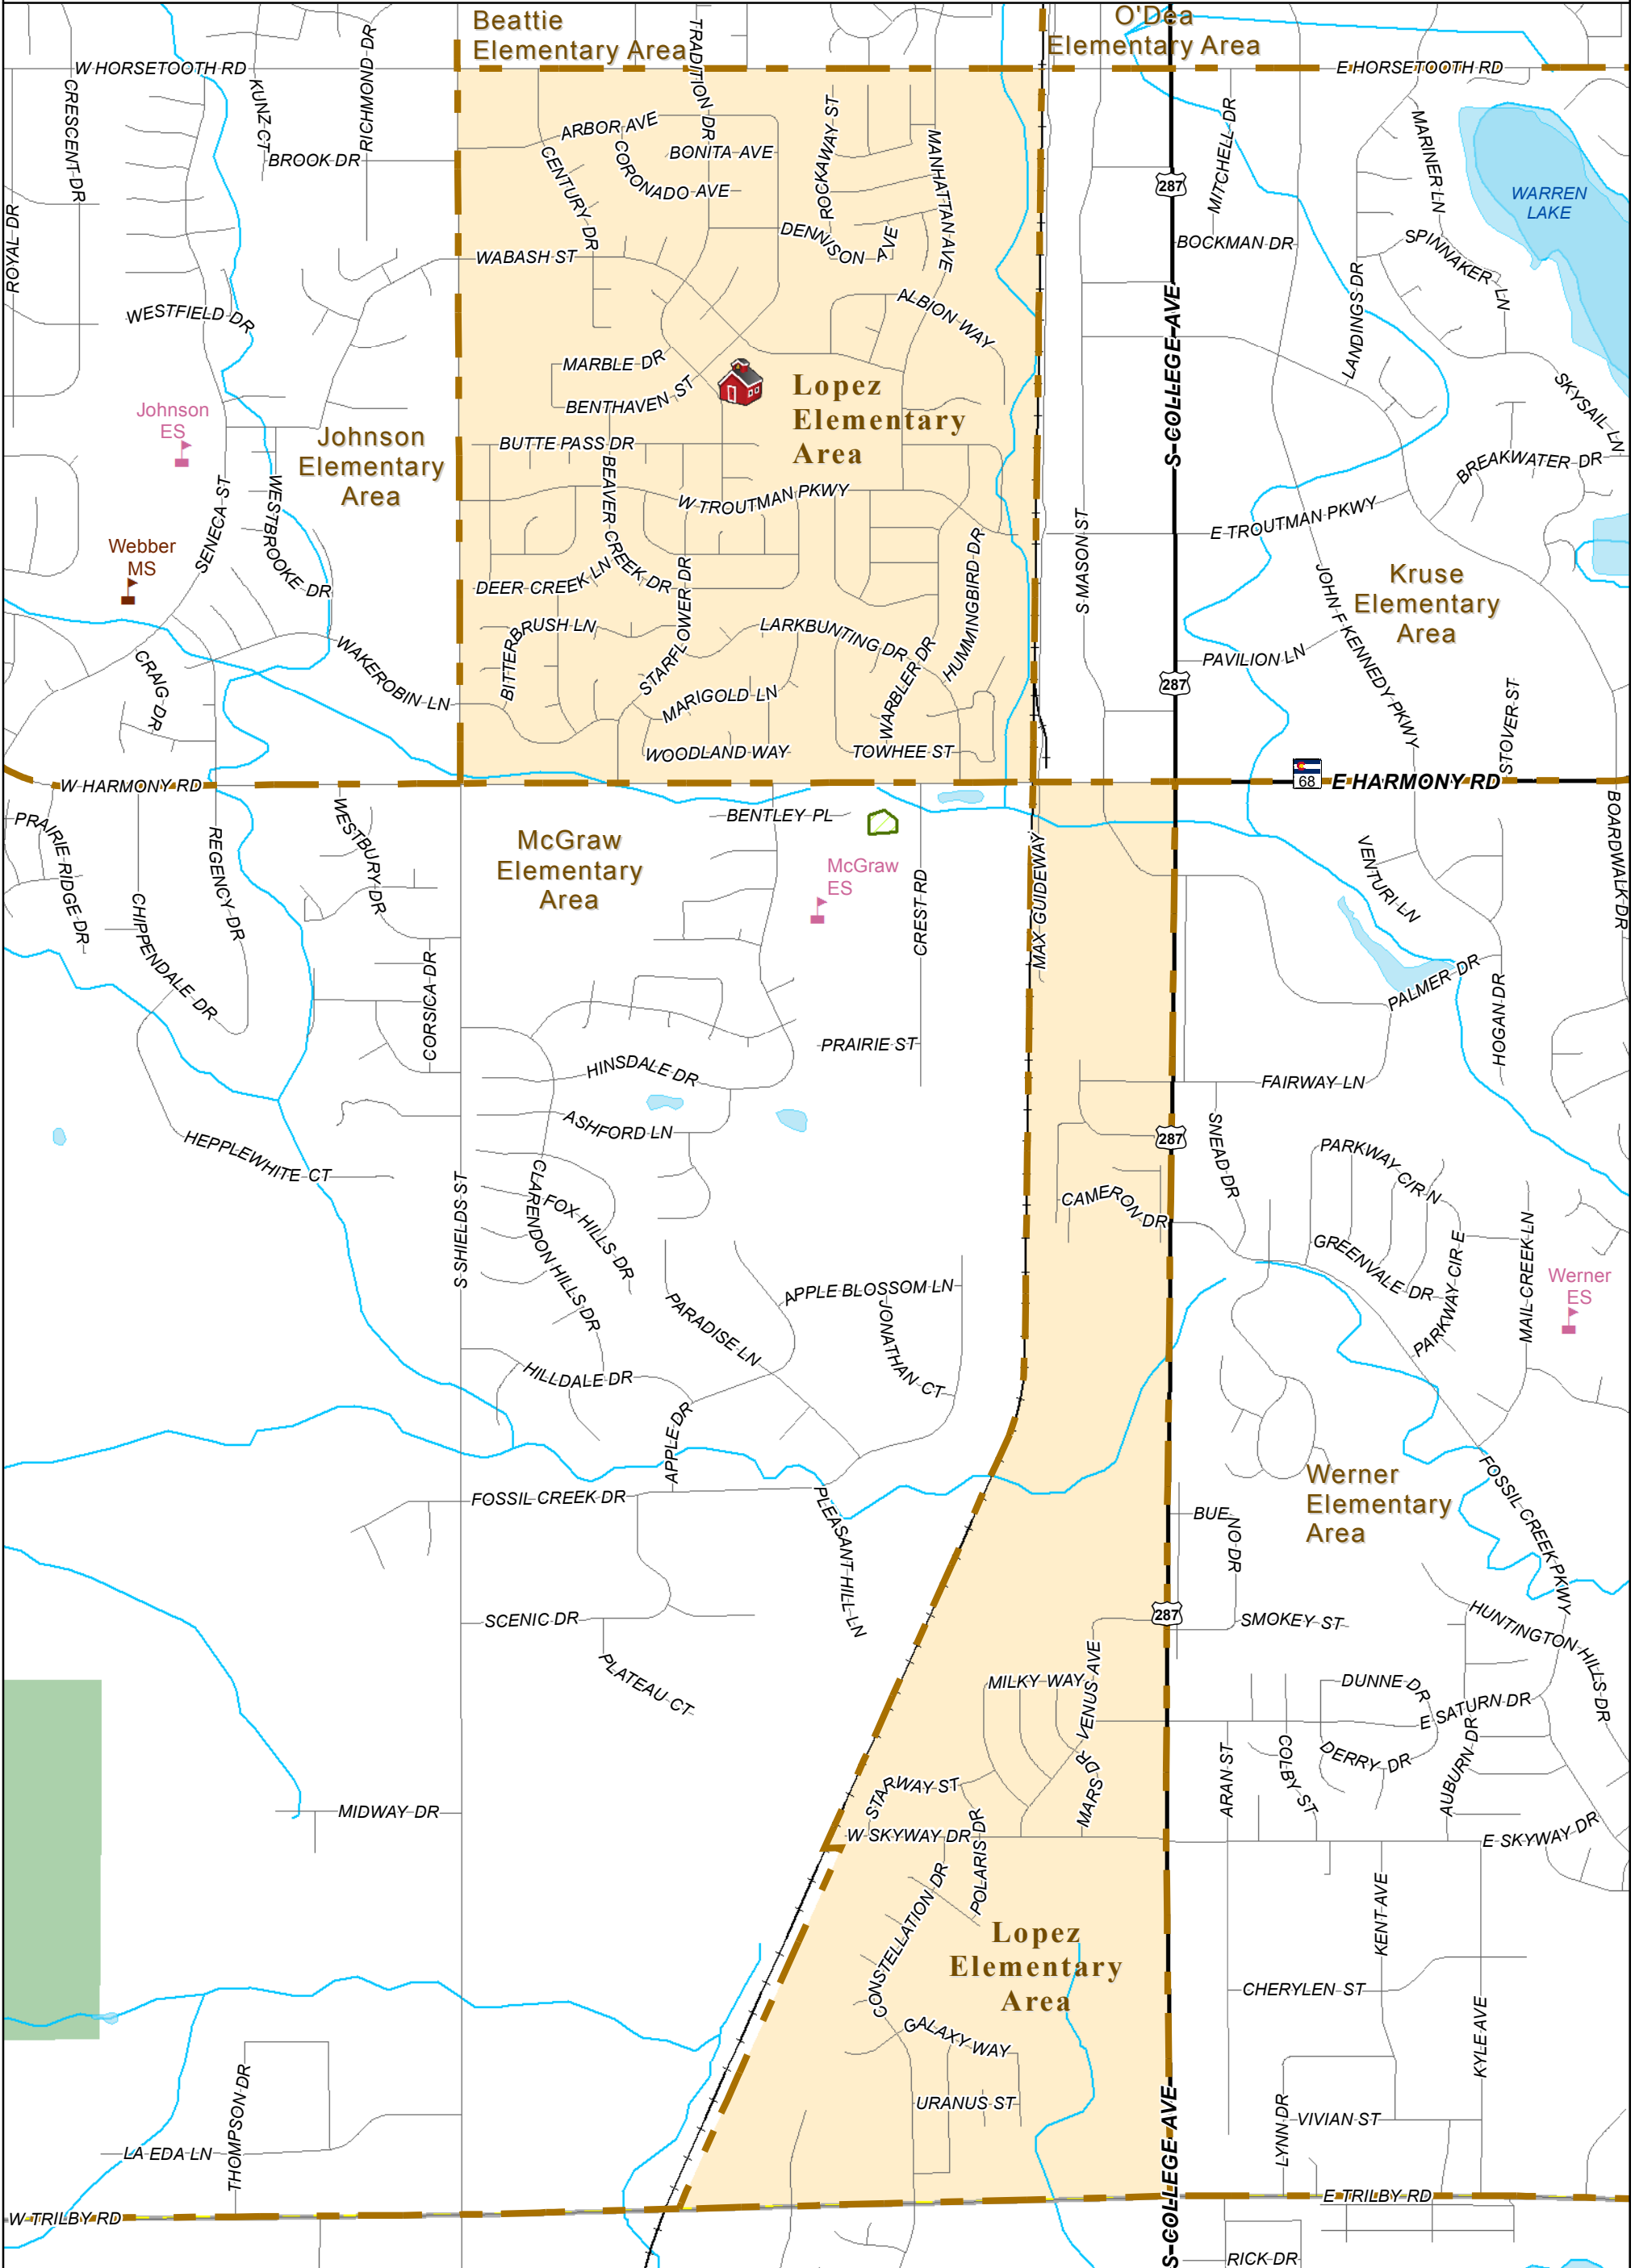 Beattie
Elementary Area
O'Dea
Elementary Area
W HORSETOOTH RD
E HORSETOOTH RD
CRESCENT DR
KUNZ CT
RICHMOND DR
TRADITION DR
BROOK DR
ROYAL DR
ARBOR AVE
BONITA AVE
CENTURY DR
CORONADO AVE
ROCKAWAY ST
MANHATTAN AVE
DENNISON AVE
287
MITCHELL DR
MARINER LN
WARREN
LAKE
BOCKMAN DR
SPINNAKER LN
WABASH ST
WESTFIELD DR
ALBION WAY
S COLLEGE AVE
LANDINGS DR
MARBLE DR
BENTHAVEN ST
Lopez
Elementary
Area
SKYSAIL LN
Johnson
ES
Johnson
Elementary
Area
BUTTE PASS DR
BREAKWATER DR
SENECA ST
WESTBROOKE DR
BEAVER CREEK DR
W TROUTMAN PKWY
E TROUTMAN PKWY
S MASON ST
Webber
MS
DEER CREEK LN
STARFLOWER DR
HUMMINGBIRD DR
JOHN F KENNEDY PKWY
Kruse
Elementary
Area
BITTERBRUSH LN
LARKBUNTING DR
WARBLER DR
PAVILION LN
CRAIG DR
WAKEROBIN LN
MARIGOLD LN
287
STOVER ST
WOODLAND WAY
TOWHEE ST
W HARMONY RD
68
E HARMONY RD
PRAIRIE RIDGE DR
REGENCY DR
WESTBURY DR
McGraw
Elementary
Area
BENTLEY PL
McGraw
ES
CREST RD
MAX GUIDEWAY
VENTURI LN
BOARDWALK DR
CHIPPENDALE DR
CORSICA DR
PALMER DR
HOGAN DR
PRAIRIE ST
HINSDALE DR
FAIRWAY LN
ASHFORD LN
287
SNEAD DR
PARKWAY CIR N
HEPPLEWHITE CT
S SHIELDS ST
CLARENDON HILLS DR
FOX HILLS DR
CAMERON DR
GREENVALE DR
PARKWAY CIR E
MAIL CREEK LN
Werner
ES
APPLE BLOSSOM LN
PARADISE LN
JONATHAN CT
HILLDALE DR
APPLE DR
Werner
Elementary
Area
FOSSIL CREEK DR
PLEASANT HILL LN
BUENO DR
FOSSIL CREEK PKWY
SCENIC DR
287
SMOKEY ST
HUNTINGTON HILLS DR
PLATEAU CT
MILKY WAY
VENUS AVE
DUNNE DR
E SATURN DR
MARS DR
ARAN ST
COLBY ST
DERRY DR
AUBURN DR
STARWAY ST
MIDWAY DR
W SKYWAY DR
POLARIS DR
E SKYWAY DR
CONSTELLATION DR
KENT AVE
Lopez
Elementary
Area
CHERYLEN ST
GALAXY WAY
KYLE AVE
URANUS ST
THOMPSON DR
S COLLEGE AVE
LYNN DR
VIVIAN ST
LA EDA LN
W TRILBY RD
E TRILBY RD
RICK DR